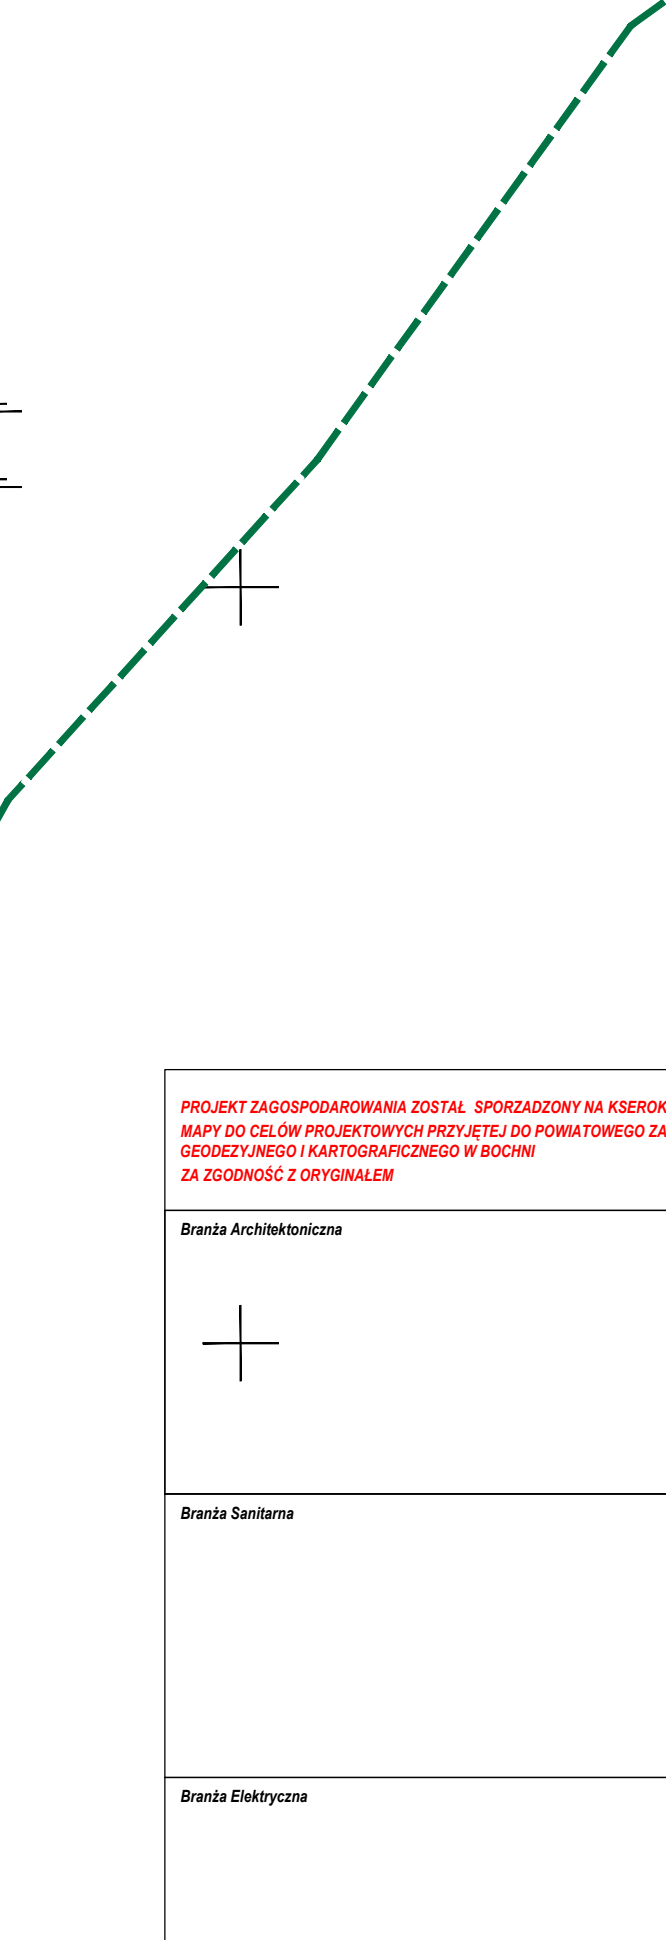 PROJEKT ZAGOSPODAROWANIA ZOSTAŁ SPORZADZONY NA KSEROK
MAPY DO CELÓW PROJEKTOWYCH PRZYJĘTEJ DO POWIATOWEGO ZA
GEODEZYJNEGO I KARTOGRAFICZNEGO W BOCHNI
ZA ZGODNOŚĆ Z ORYGINAŁEM
Branża Architektoniczna
Branża Sanitarna
Branża Elektryczna